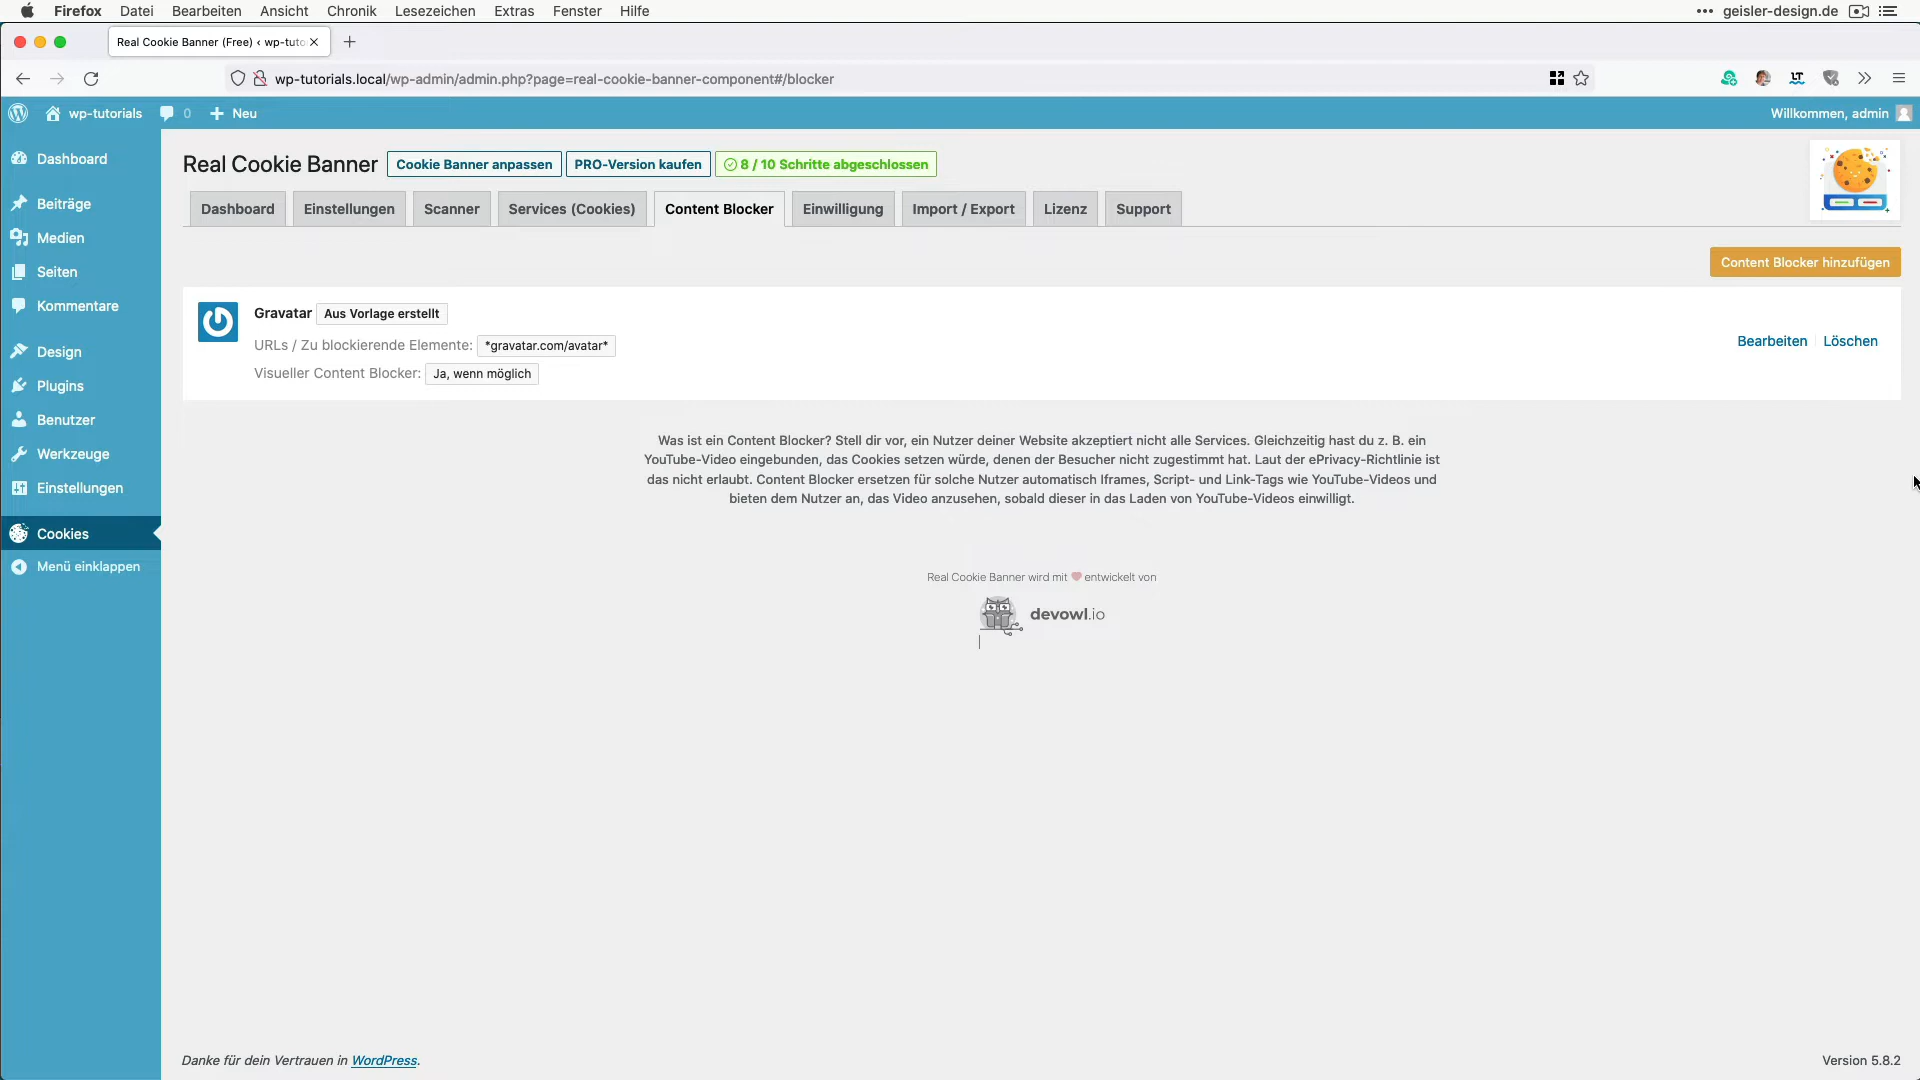 Firefox Datei Bearbeiten Ansicht Chronik Lesezeichen Extras Fenster Hilfe geisler-design.de
Real Cookie Banner (Free) ‹ wp-tuto
wp-tutorials.local/wp-admin/admin.php?page=real-cookie-banner-component#/blocker
wp-tutorials 0 Neu Willkommen, admin
Dashboard
Beiträge
Medien
Seiten
Kommentare
Design
Plugins
Benutzer
Werkzeuge
Einstellungen
Cookies
Menü einklappen
Real Cookie Banner Cookie Banner anpassen PRO-Version kaufen 8 / 10 Schritte abgeschlossen
Dashboard Einstellungen Scanner Services (Cookies) Content Blocker Einwilligung Import / Export Lizenz Support
Content Blocker hinzufügen
Gravatar Aus Vorlage erstellt
URLs / Zu blockierende Elemente: *gravatar.com/avatar*
Visueller Content Blocker: Ja, wenn möglich
Bearbeiten Löschen
Was ist ein Content Blocker? Stell dir vor, ein Nutzer deiner Website akzeptiert nicht alle Services. Gleichzeitig hast du z. B. ein
YouTube-Video eingebunden, das Cookies setzen würde, denen der Besucher nicht zugestimmt hat. Laut der ePrivacy-Richtlinie ist
das nicht erlaubt. Content Blocker ersetzen für solche Nutzer automatisch Iframes, Script- und Link-Tags wie YouTube-Videos und
bieten dem Nutzer an, das Video anzusehen, sobald dieser in das Laden von YouTube-Videos einwilligt.
Real Cookie Banner wird mit entwickelt von
devowl.io
Danke für dein Vertrauen in WordPress.
Version 5.8.2